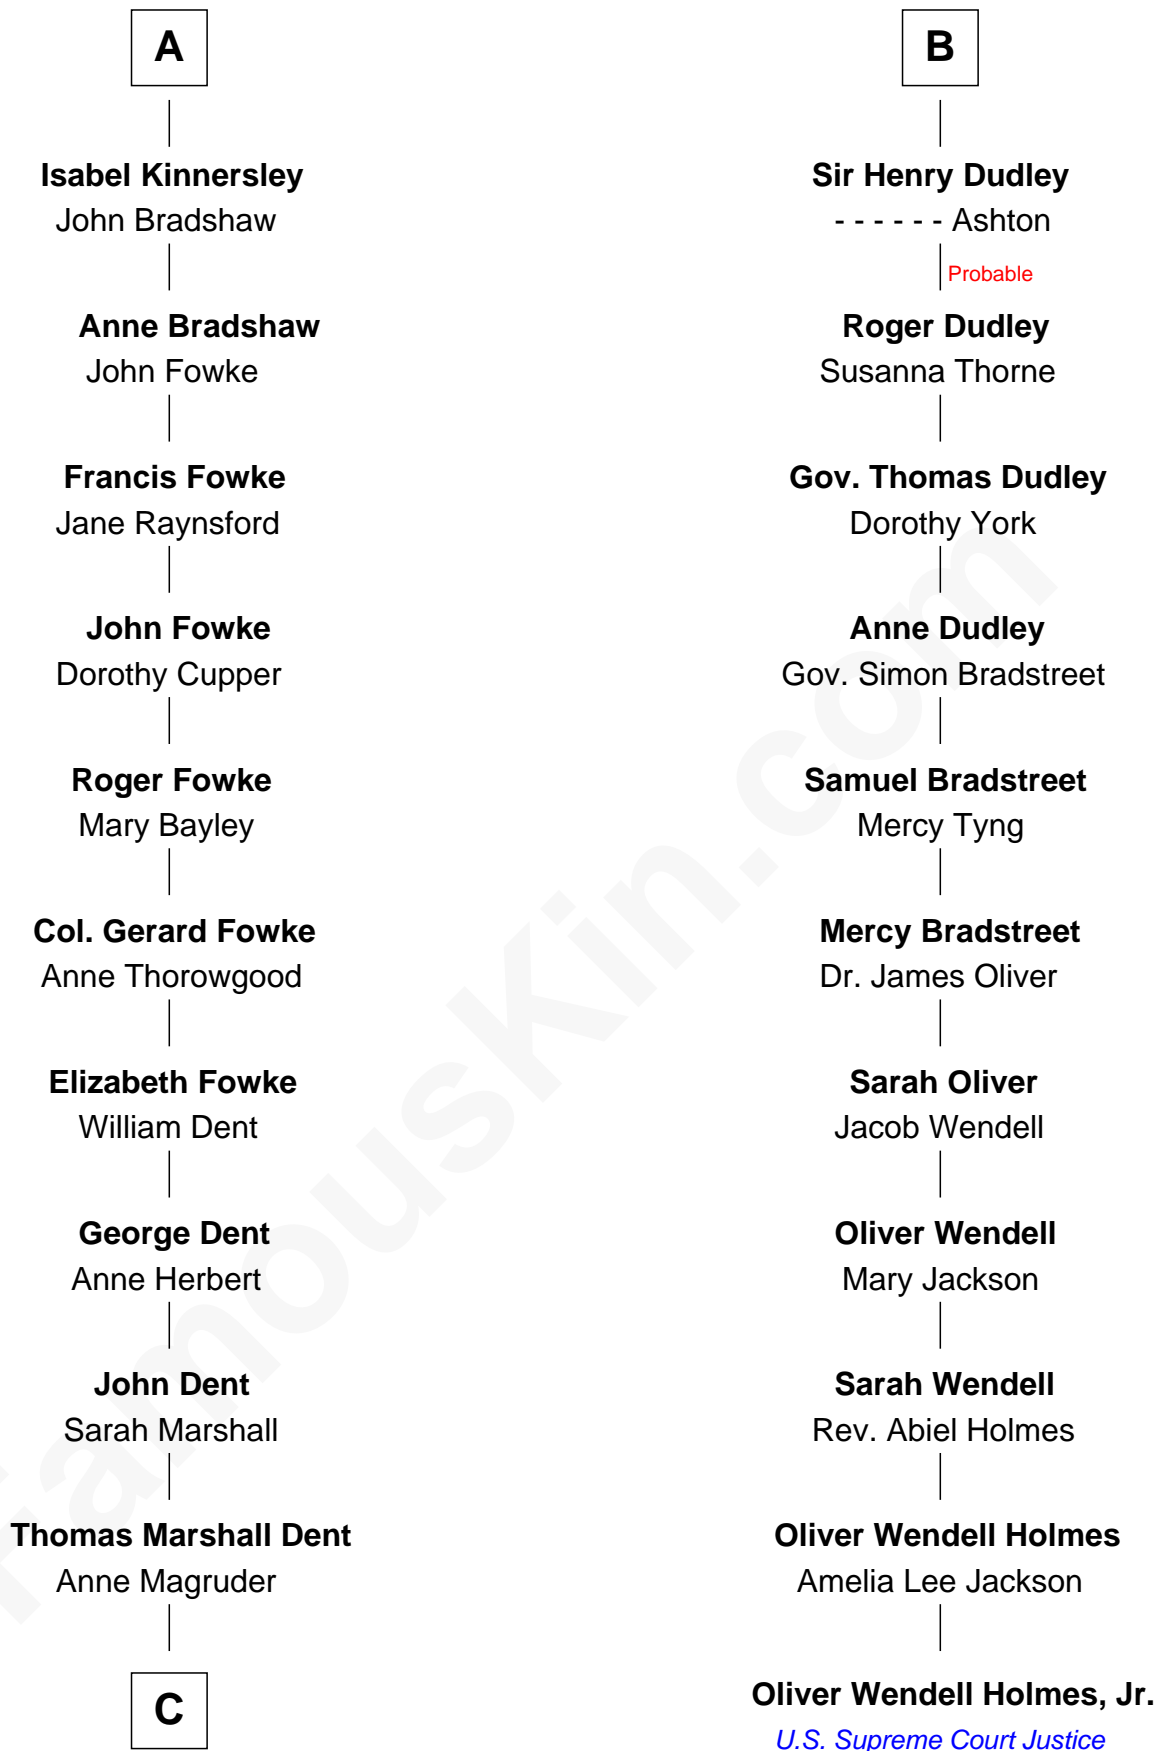 A
Isabel Kinnersley
John Bradshaw
Anne Bradshaw
John Fowke
Francis Fowke
Jane Raynsford
John Fowke
Dorothy Cupper
Roger Fowke
Mary Bayley
Col. Gerard Fowke
Anne Thorowgood
Elizabeth Fowke
William Dent
George Dent
Anne Herbert
John Dent
Sarah Marshall
Thomas Marshall Dent
Anne Magruder
C
B
Sir Henry Dudley
- - - - - - Ashton
Probable
Roger Dudley
Susanna Thorne
Gov. Thomas Dudley
Dorothy York
Anne Dudley
Gov. Simon Bradstreet
Samuel Bradstreet
Mercy Tyng
Mercy Bradstreet
Dr. James Oliver
Sarah Oliver
Jacob Wendell
Oliver Wendell
Mary Jackson
Sarah Wendell
Rev. Abiel Holmes
Oliver Wendell Holmes
Amelia Lee Jackson
Oliver Wendell Holmes, Jr.
U.S. Supreme Court Justice
FamousKin.com